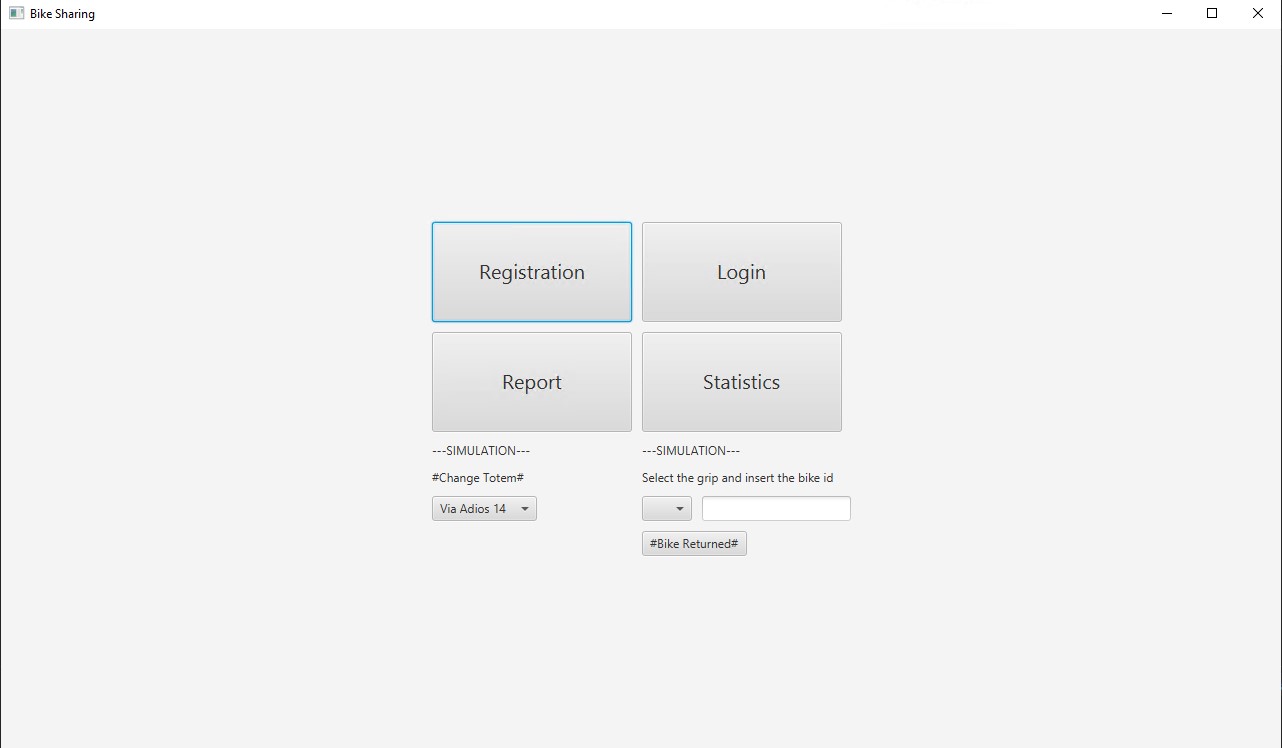 Bike Sharing
Registration
Login
Report
Statistics
---SIMULATION---
#Change Totem#
Via Adios 14
---SIMULATION---
Select the grip and insert the bike id
#Bike Returned#